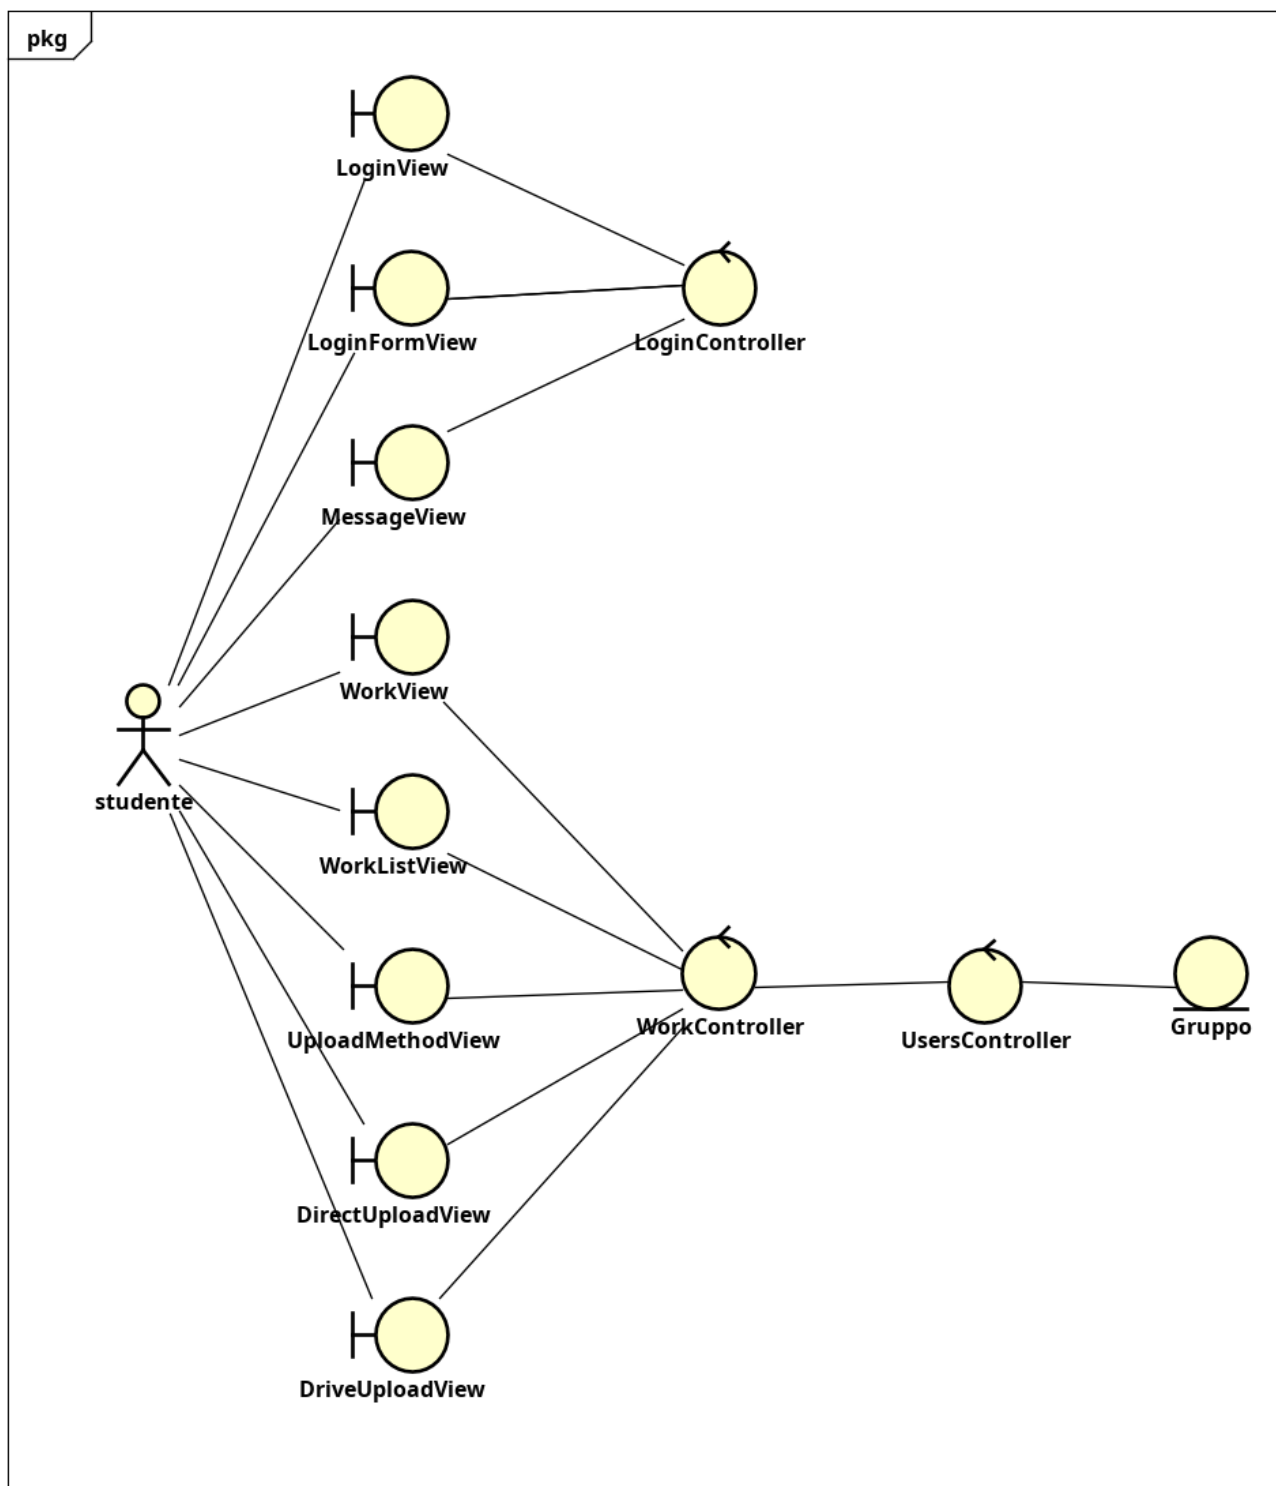 pkg
LoginView
LoginFormView
LoginController
MessageView
WorkView
studente
WorkListView
UploadMethodView
WorkController
UsersController
Gruppo
DirectUploadView
DriveUploadView